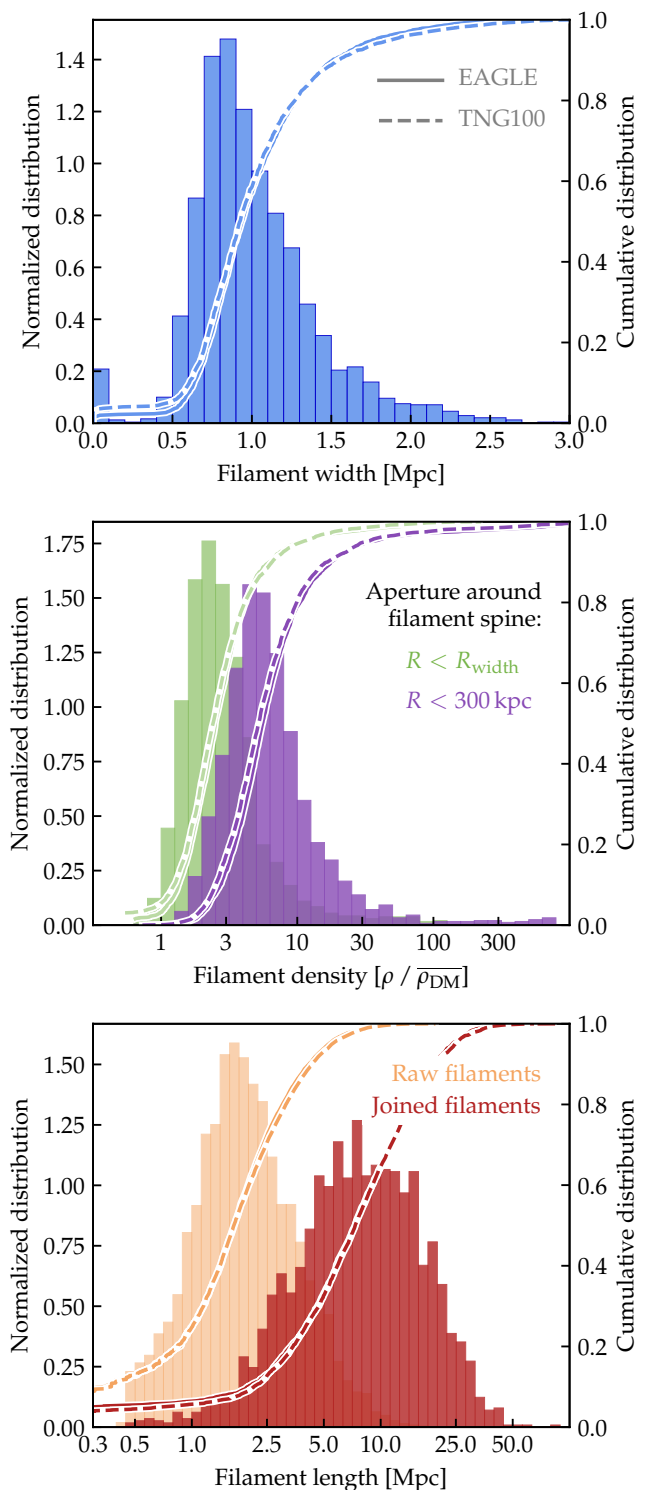 EAGLE
TNG100
Normalized distribution
Cumulative distribution
0.0
0.2
0.4
0.6
0.8
1.0
1.2
1.4
0.0
0.2
0.4
0.6
0.8
1.0
0.0 0.5 1.0 1.5 2.0 2.5 3.0
Filament width [Mpc]
Aperture around
filament spine:
R < R_width
R < 300 kpc
Normalized distribution
Cumulative distribution
0.00
0.25
0.50
0.75
1.00
1.25
1.50
1.75
0.0
0.2
0.4
0.6
0.8
1.0
1 3 10 30 100 300
Filament density [ρ / \overline{ρ_DM}]
Raw filaments
Joined filaments
Normalized distribution
Cumulative distribution
0.00
0.25
0.50
0.75
1.00
1.25
1.50
0.0
0.2
0.4
0.6
0.8
1.0
0.3 0.5 1.0 2.5 5.0 10.0 25.0 50.0
Filament length [Mpc]